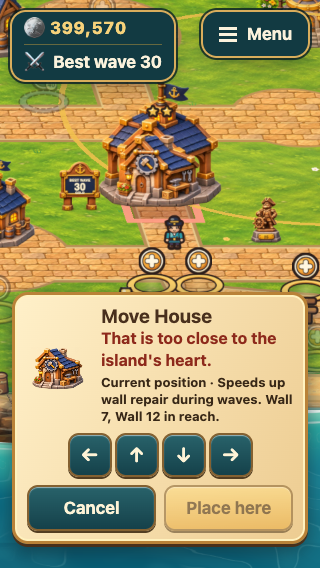 399,570
Menu
Best wave 30
30
Move House
That is too close to the
island's heart.
Current position · Speeds up
wall repair during waves. Wall
7, Wall 12 in reach.
Cancel
Place here